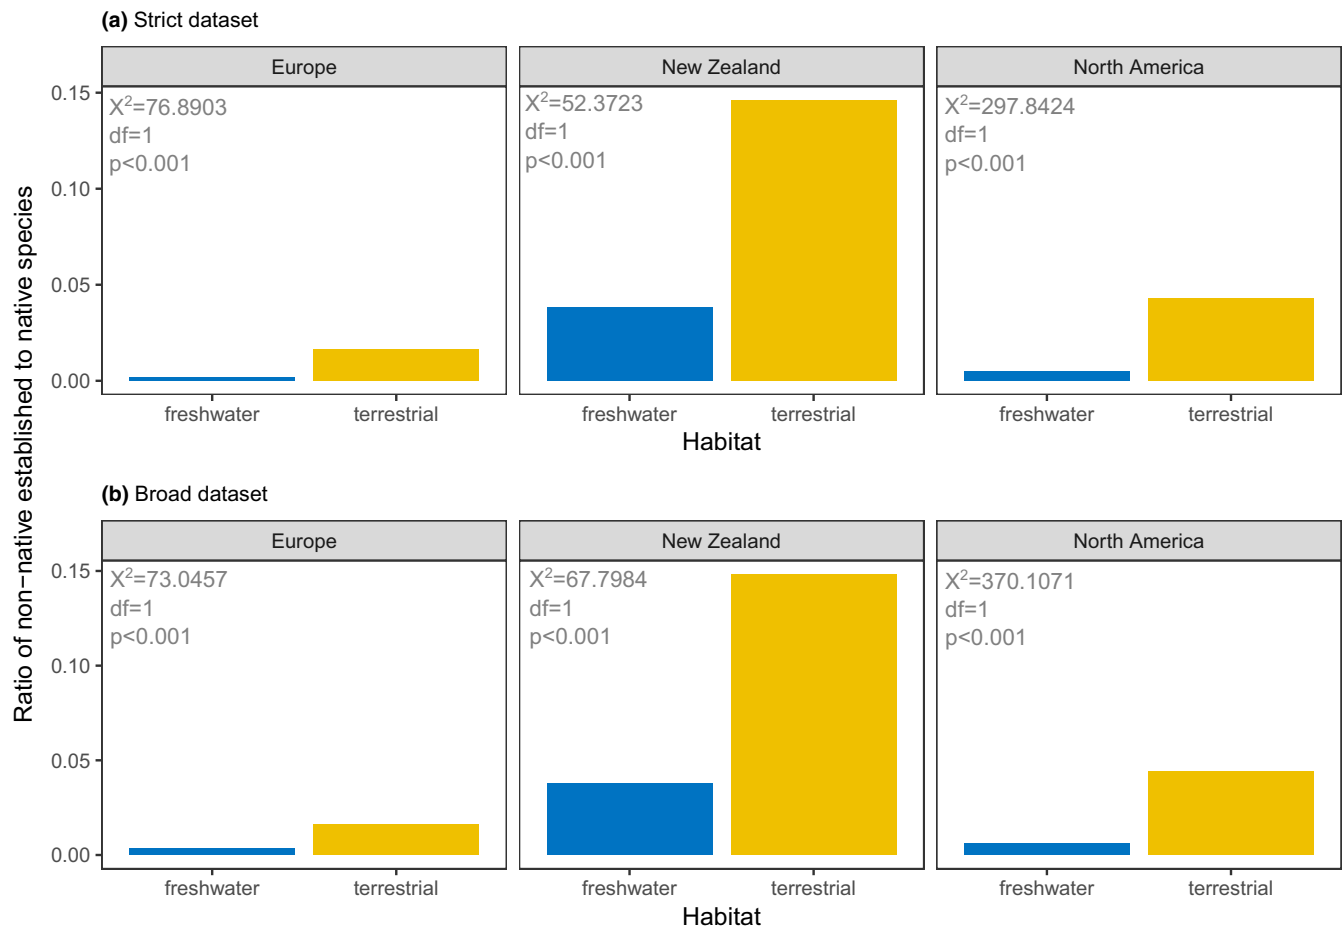 (a) Strict dataset
Europe
New Zealand
North America
X²=76.8903
df=1
p<0.001
X²=52.3723
df=1
p<0.001
X²=297.8424
df=1
p<0.001
0.15
0.10
0.05
0.00
freshwater
terrestrial
freshwater
terrestrial
freshwater
terrestrial
Habitat
Ratio of non−native established to native species
(b) Broad dataset
Europe
New Zealand
North America
X²=73.0457
df=1
p<0.001
X²=67.7984
df=1
p<0.001
X²=370.1071
df=1
p<0.001
0.15
0.10
0.05
0.00
freshwater
terrestrial
freshwater
terrestrial
freshwater
terrestrial
Habitat